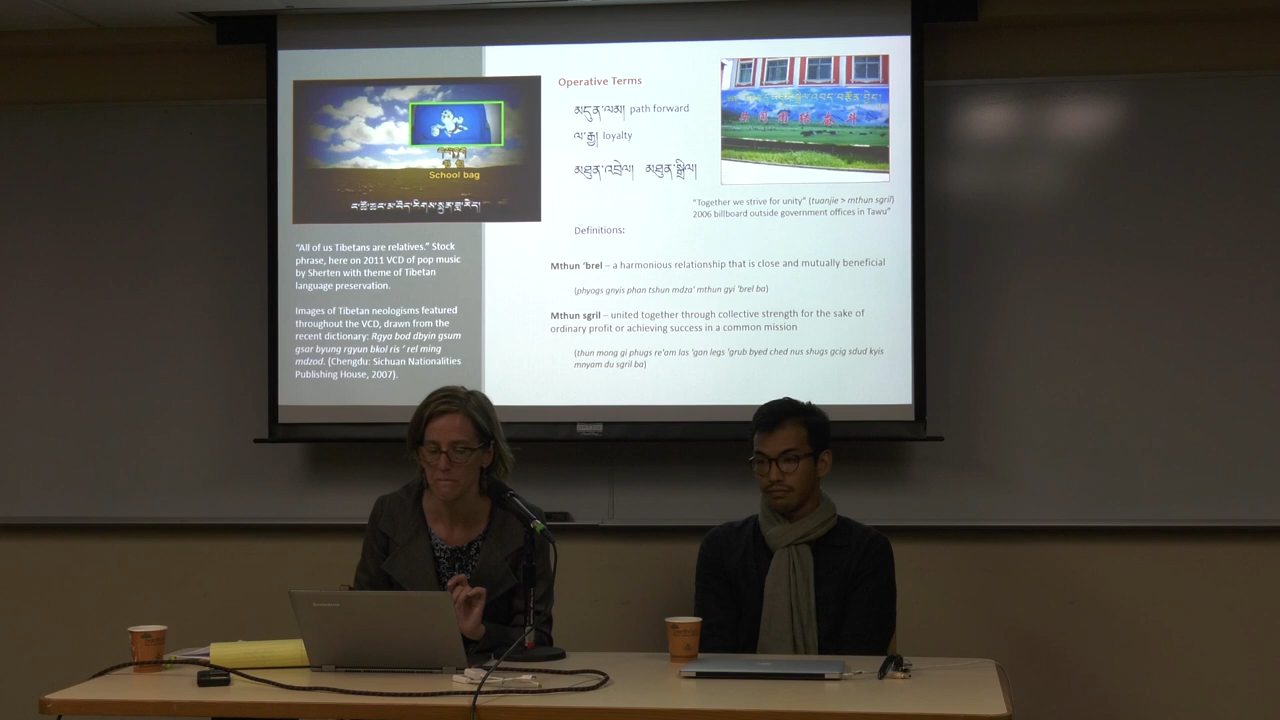 School bag
"All of us Tibetans are relatives." Stock
phrase, here on 2011 VCD of pop music
by Sherten with theme of Tibetan
language preservation.
Images of Tibetan neologisms featured
throughout the VCD, drawn from the
recent dictionary: Rgya bod dbyin gsum
gsar byung rgyun bkol ris ' rel ming
mdzod. (Chengdu: Sichuan Nationalities
Publishing House, 2007).
Operative Terms
མདུན་ལམ། path forward
ལ་རྒྱ། loyalty
མཐུན་འབྲེལ། མཐུན་སྒྲིལ།
"Together we strive for unity" (tuanjie > mthun sgril)
2006 billboard outside government offices in Tawu"
Definitions:
Mthun 'brel – a harmonious relationship that is close and mutually beneficial
(phyogs gnyis phan tshun mdza' mthun gyi 'brel ba)
Mthun sgril – united together through collective strength for the sake of
ordinary profit or achieving success in a common mission
(thun mong gi phugs re'am las 'gan legs 'grub byed ched nus shugs gcig sdud kyis
mnyam du sgril ba)